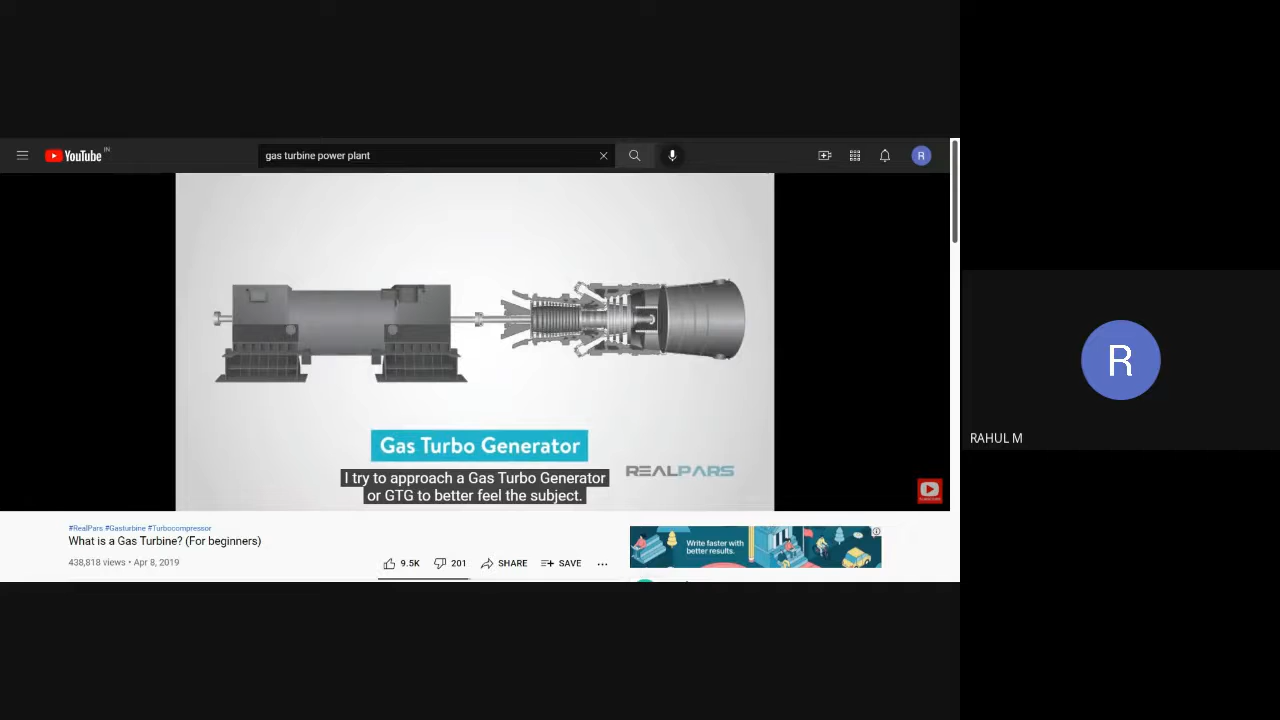 YouTube IN
gas turbine power plant
R
Gas Turbo Generator
I try to approach a Gas Turbo Generator
or GTG to better feel the subject.
REALPARS
#RealPars #Gasturbine #Turbocompressor
What is a Gas Turbine? (For beginners)
438,818 views • Apr 8, 2019
9.5K
201
SHARE
SAVE
Write faster with
better results.
R
RAHUL M